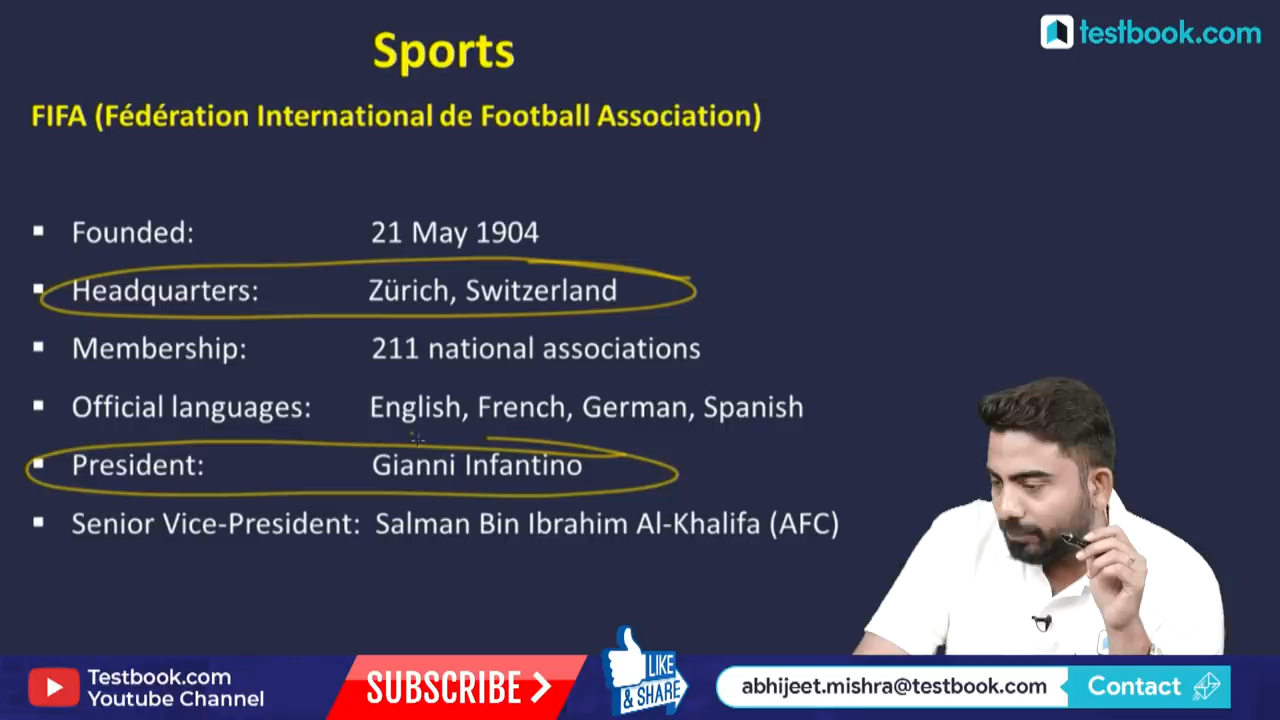 Sports
testbook.com
FIFA (Fédération International de Football Association)
Founded: 21 May 1904
Headquarters: Zürich, Switzerland
Membership: 211 national associations
Official languages: English, French, German, Spanish
President: Gianni Infantino
Senior Vice-President: Salman Bin Ibrahim Al-Khalifa (AFC)
Testbook.com
Youtube Channel
SUBSCRIBE
LIKE
& SHARE
abhijeet.mishra@testbook.com
Contact